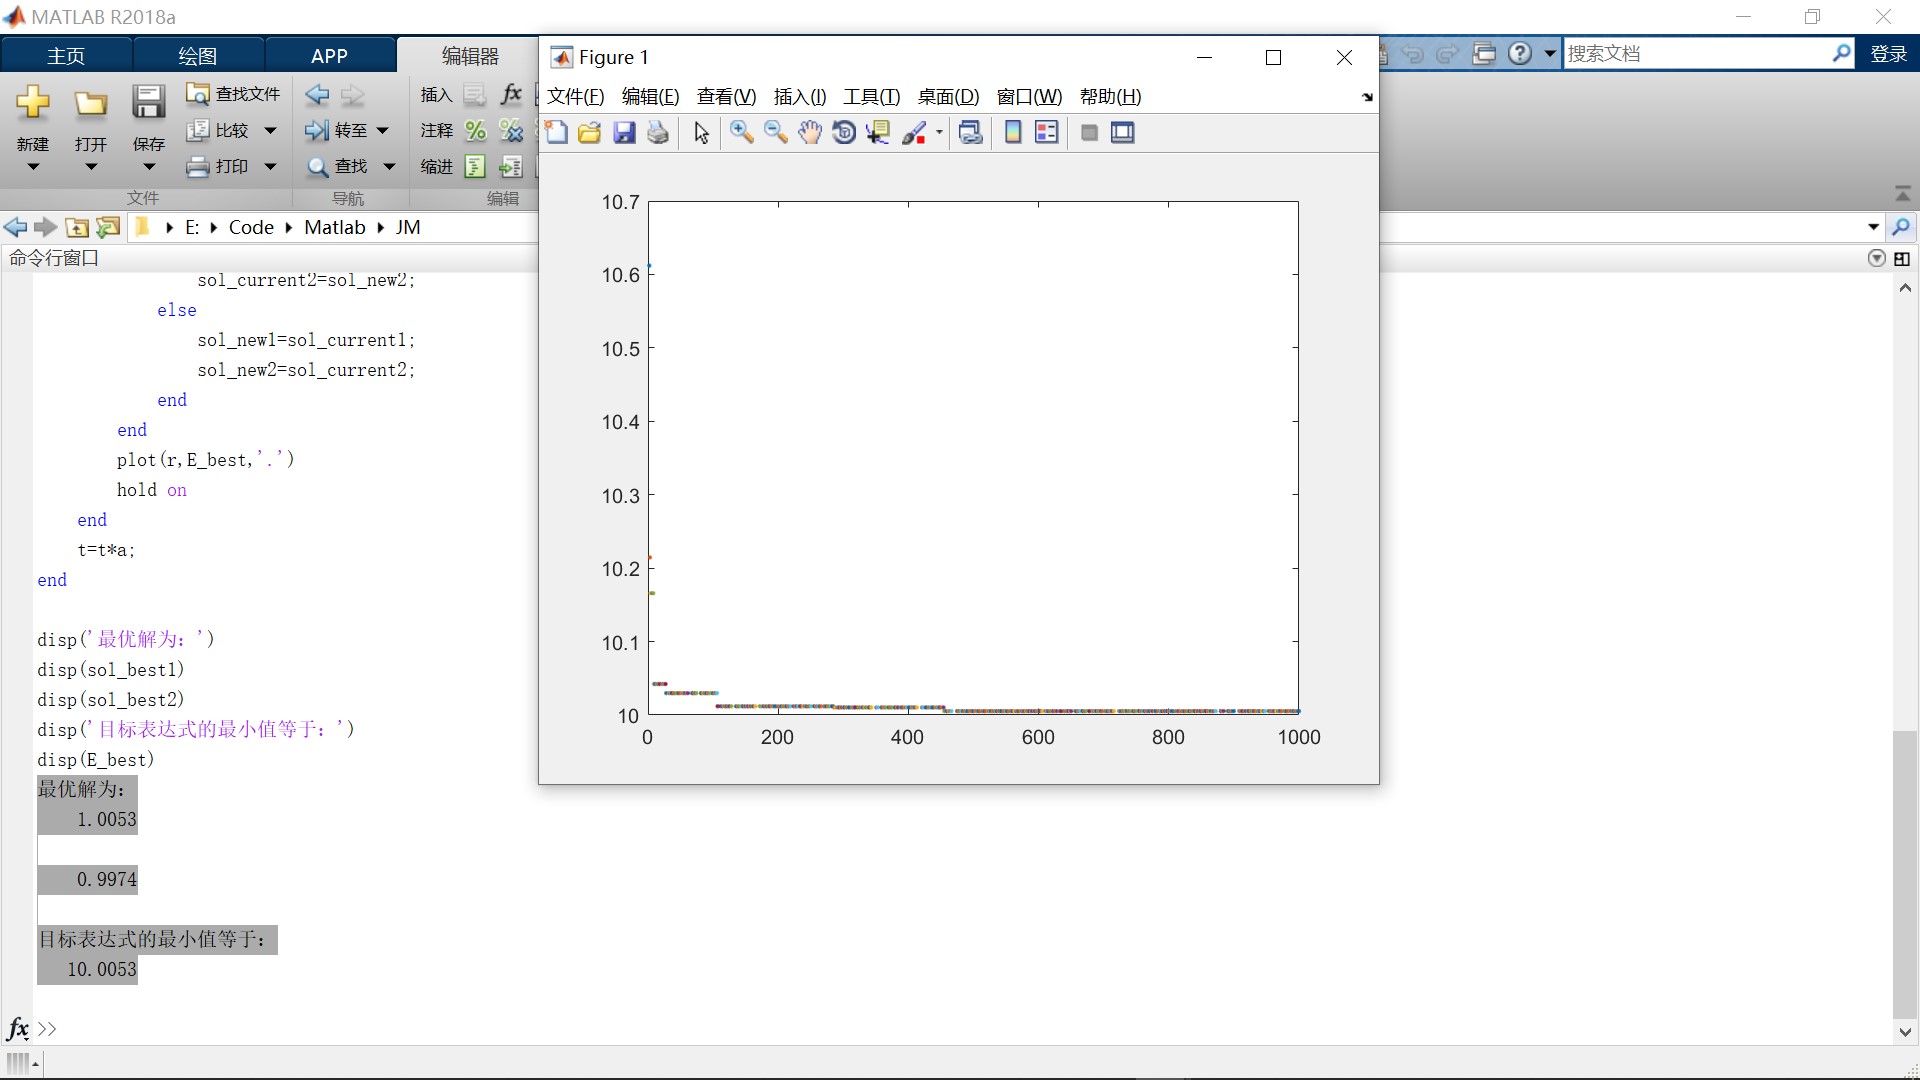 MATLAB R2018a
主页 绘图 APP 编辑器
搜索文档 登录
新建 打开 保存
查找文件
比较
打印
转至
查找
插入 fx
注释
缩进
文件 导航 编辑
E: Code Matlab JM
命令行窗口
sol_current2=sol_new2;
else
sol_new1=sol_current1;
sol_new2=sol_current2;
end
end
plot(r,E_best,'.')
hold on
end
t=t*a;
end
disp('最优解为：')
disp(sol_best1)
disp(sol_best2)
disp('目标表达式的最小值等于：')
disp(E_best)
最优解为：
1.0053
0.9974
目标表达式的最小值等于：
10.0053
fx >>
Figure 1
文件(F) 编辑(E) 查看(V) 插入(I) 工具(T) 桌面(D) 窗口(W) 帮助(H)
10.7
10.6
10.5
10.4
10.3
10.2
10.1
10
0 200 400 600 800 1000